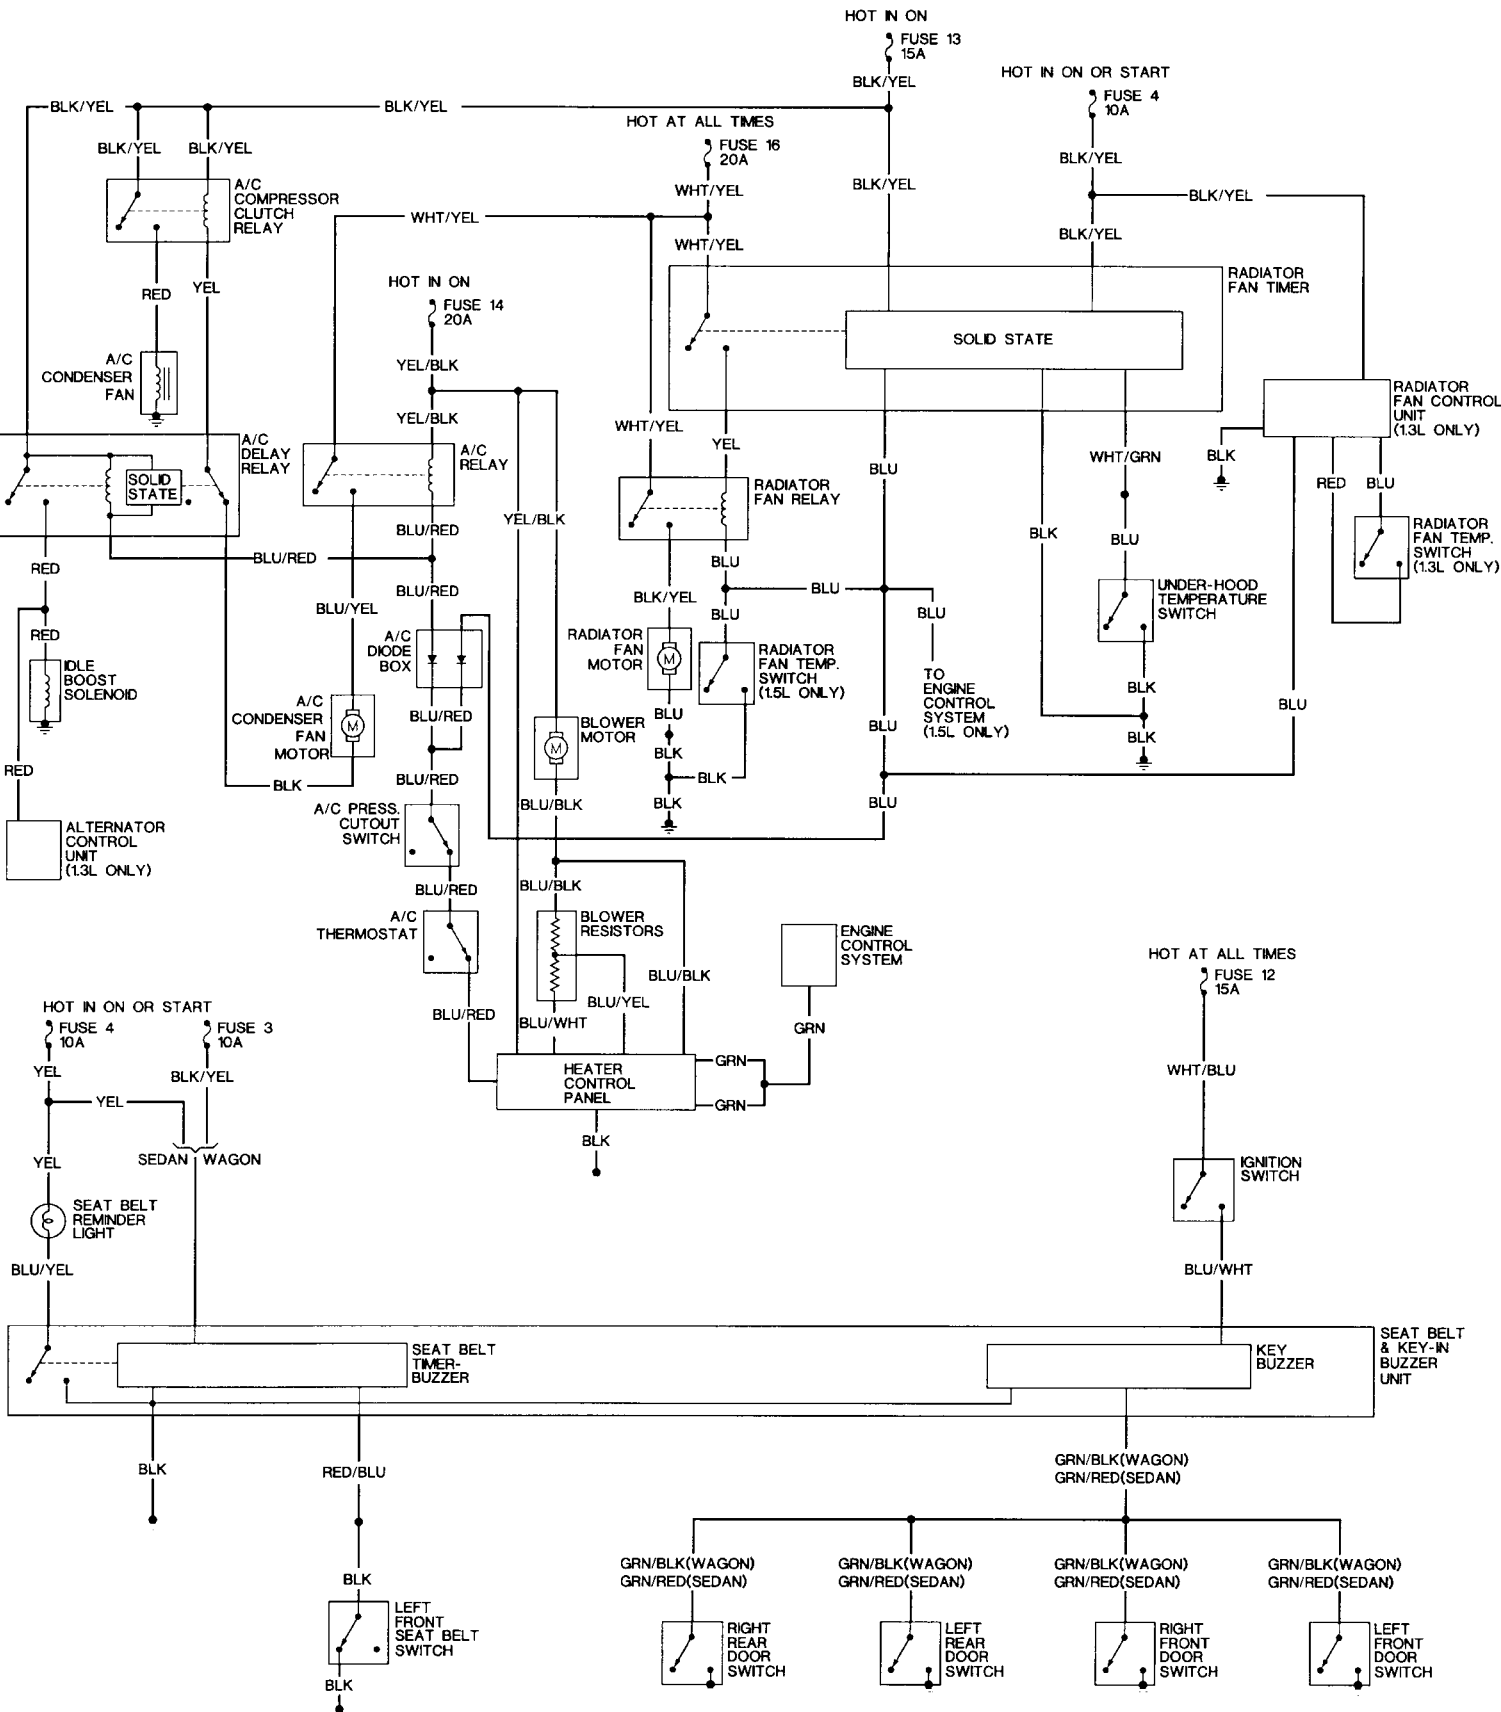 HOT IN ON
FUSE 13
15A
BLK/YEL
HOT IN ON OR START
FUSE 4
10A
BLK/YEL
BLK/YEL
HOT AT ALL TIMES
FUSE 16
20A
BLK/YEL
BLK/YEL
BLK/YEL
WHT/YEL
BLK/YEL
BLK/YEL
A/C
COMPRESSOR
CLUTCH
RELAY
WHT/YEL
WHT/YEL
BLK/YEL
BLK/YEL
RED
YEL
HOT IN ON
FUSE 14
20A
RADIATOR
FAN TIMER
SOLID STATE
A/C
CONDENSER
FAN
YEL/BLK
YEL/BLK
WHT/YEL
YEL
RADIATOR
FAN CONTROL
UNIT
(1.3L ONLY)
A/C
DELAY
RELAY
SOLID
STATE
A/C
RELAY
BLU
WHT/GRN
BLK
RED
BLU
RADIATOR
FAN RELAY
BLU/RED
YEL/BLK
BLK
BLU
RADIATOR
FAN TEMP.
SWITCH
(1.3L ONLY)
RED
BLU/RED
BLU
BLU/YEL
BLU/RED
BLK/YEL
BLU
BLU
BLU
UNDER-HOOD
TEMPERATURE
SWITCH
RED
A/C
DIODE
BOX
RADIATOR
FAN
MOTOR
M
RADIATOR
FAN TEMP.
SWITCH
(1.5L ONLY)
TO
ENGINE
CONTROL
SYSTEM
(1.5L ONLY)
IDLE
BOOST
SOLENOID
A/C
CONDENSER
FAN
MOTOR
M
BLU/RED
BLOWER
MOTOR
M
BLU
BLK
BLU
BLK
BLK
BLU
RED
BLK
BLU/RED
BLK
BLK
BLU
A/C PRESS.
CUTOUT
SWITCH
BLU/BLK
ALTERNATOR
CONTROL
UNIT
(1.3L ONLY)
BLU/RED
BLU/BLK
A/C
THERMOSTAT
BLOWER
RESISTORS
ENGINE
CONTROL
SYSTEM
HOT AT ALL TIMES
FUSE 12
15A
BLU/BLK
BLU/YEL
BLU/RED
BLU/WHT
GRN
HOT IN ON OR START
FUSE 4
10A
FUSE 3
10A
YEL
BLK/YEL
HEATER
CONTROL
PANEL
GRN
GRN
WHT/BLU
YEL
BLK
SEDAN
WAGON
YEL
IGNITION
SWITCH
SEAT BELT
REMINDER
LIGHT
BLU/YEL
BLU/WHT
SEAT BELT
TIMER-
BUZZER
KEY
BUZZER
SEAT BELT
& KEY-IN
BUZZER
UNIT
BLK
RED/BLU
GRN/BLK(WAGON)
GRN/RED(SEDAN)
BLK
GRN/BLK(WAGON)
GRN/RED(SEDAN)
GRN/BLK(WAGON)
GRN/RED(SEDAN)
GRN/BLK(WAGON)
GRN/RED(SEDAN)
GRN/BLK(WAGON)
GRN/RED(SEDAN)
LEFT
FRONT
SEAT BELT
SWITCH
BLK
RIGHT
REAR
DOOR
SWITCH
LEFT
REAR
DOOR
SWITCH
RIGHT
FRONT
DOOR
SWITCH
LEFT
FRONT
DOOR
SWITCH